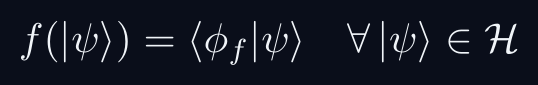 f(|ψ⟩) = ⟨ϕ_f|ψ⟩ ∀ |ψ⟩ ∈ ℋ